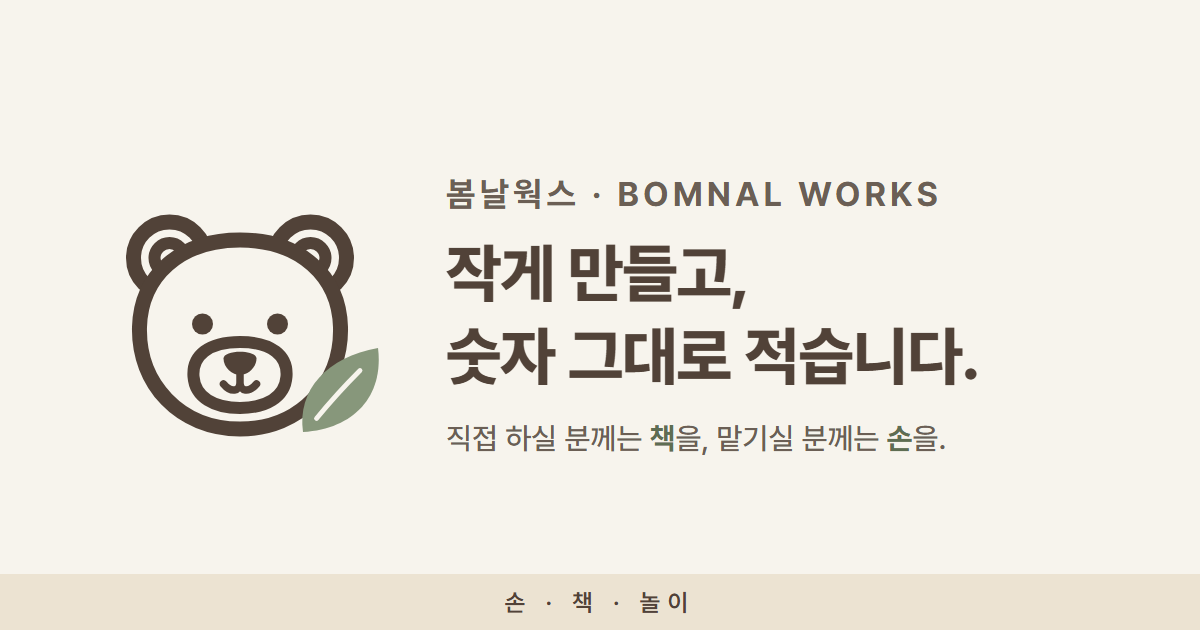 봄날웍스 · BOMNAL WORKS
작게 만들고,
숫자 그대로 적습니다.
직접 하실 분께는 책을, 맡기실 분께는 손을.
손 · 책 · 놀이